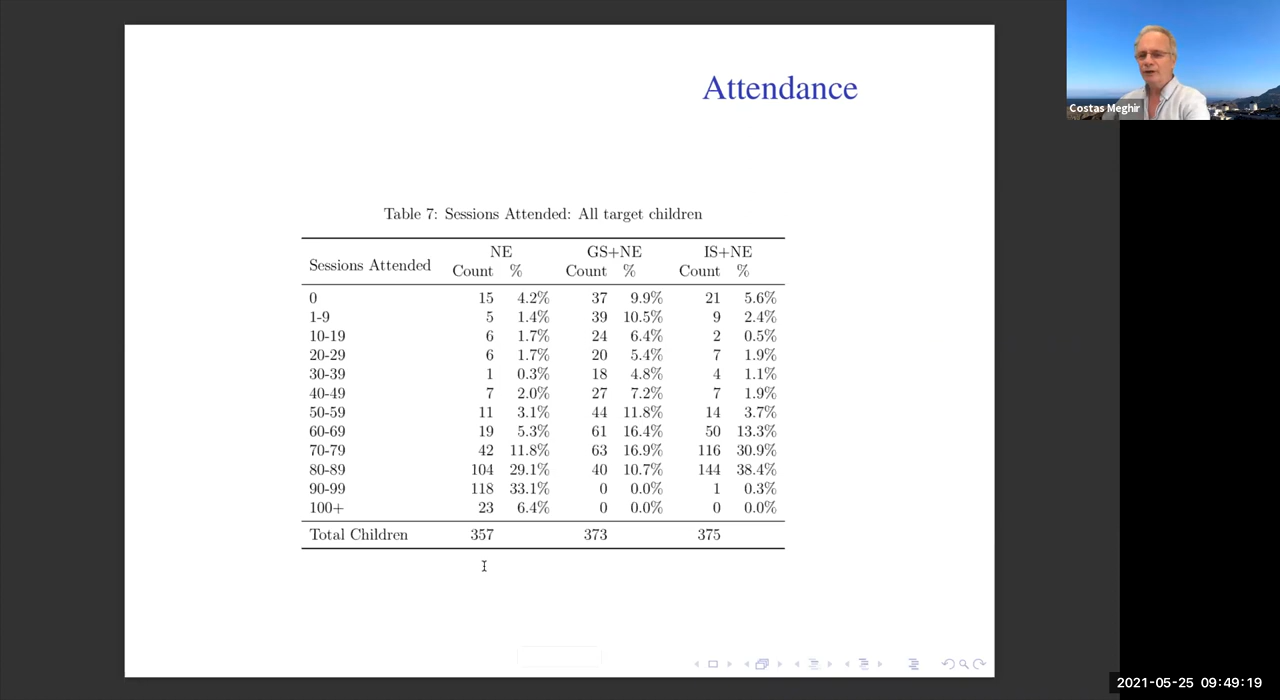 Attendance
Costas Meghir
Table 7: Sessions Attended: All target children
NE GS+NE IS+NE
Sessions Attended Count % Count % Count %
0 15 4.2% 37 9.9% 21 5.6%
1-9 5 1.4% 39 10.5% 9 2.4%
10-19 6 1.7% 24 6.4% 2 0.5%
20-29 6 1.7% 20 5.4% 7 1.9%
30-39 1 0.3% 18 4.8% 4 1.1%
40-49 7 2.0% 27 7.2% 7 1.9%
50-59 11 3.1% 44 11.8% 14 3.7%
60-69 19 5.3% 61 16.4% 50 13.3%
70-79 42 11.8% 63 16.9% 116 30.9%
80-89 104 29.1% 40 10.7% 144 38.4%
90-99 118 33.1% 0 0.0% 1 0.3%
100+ 23 6.4% 0 0.0% 0 0.0%
Total Children 357 373 375
2021-05-25 09:49:19